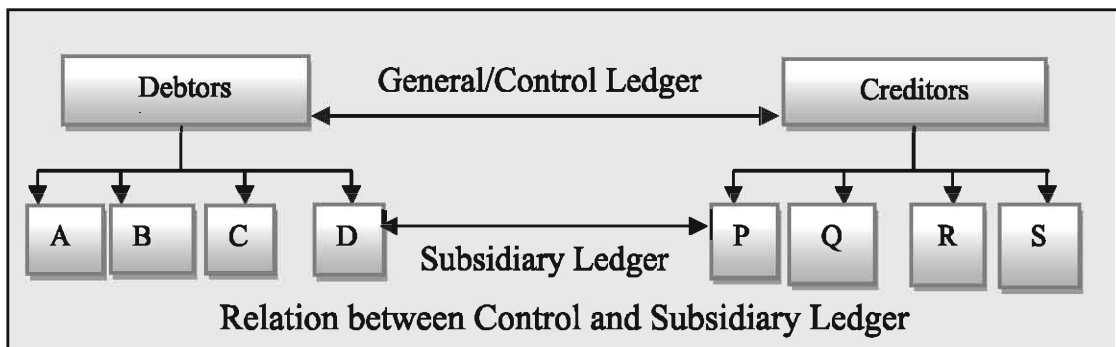 Debtors
General/Control Ledger
Creditors
A
B
C
D
P
Q
R
S
Subsidiary Ledger
Relation between Control and Subsidiary Ledger